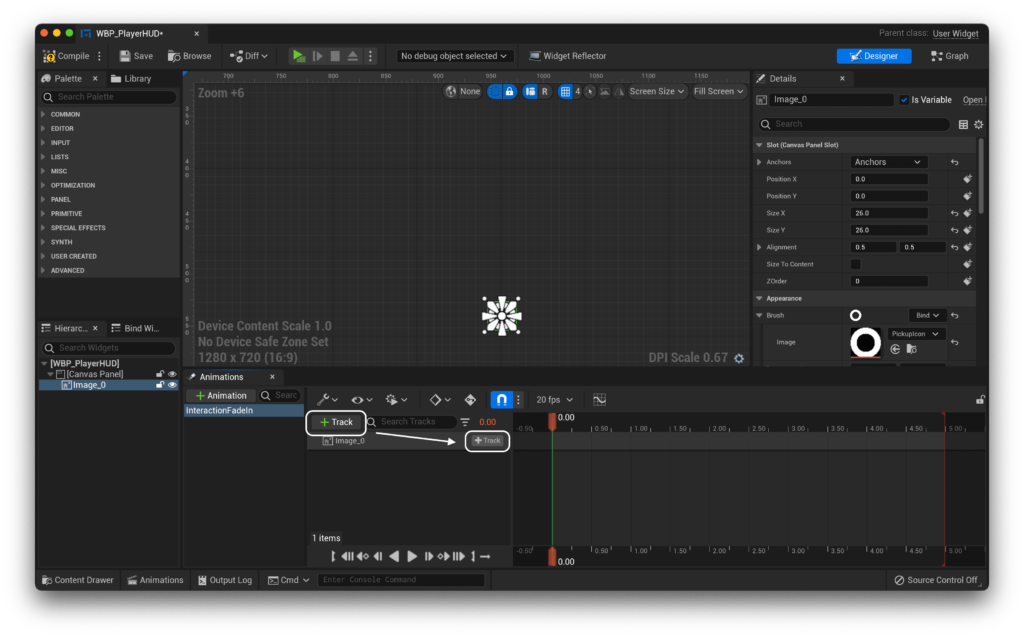 WBP_PlayerHUD*
Parent class: User Widget
Compile Save Browse Diff No debug object selected Widget Reflector Designer Graph
Palette Library
Search Palette
COMMON
EDITOR
INPUT
LISTS
MISC
OPTIMIZATION
PANEL
PRIMITIVE
SPECIAL EFFECTS
SYNTH
USER CREATED
ADVANCED
Hierarc... Bind Wi...
Search Widgets
[WBP_PlayerHUD]
[Canvas Panel]
Image_0
700 750 800 850 900 950 1000 1050 1100 1150
Zoom +6
None R 4 Screen Size Fill Screen
350
400
450
500
550
Device Content Scale 1.0
No Device Safe Zone Set
1280 x 720 (16:9)
DPI Scale 0.67
Details
Image_0 Is Variable Open
Search
Slot (Canvas Panel Slot)
Anchors Anchors
Position X 0.0
Position Y 0.0
Size X 26.0
Size Y 26.0
Alignment 0.5 0.5
Size To Content
ZOrder 0
Appearance
Brush Bind
Image PickupIcon
Animations
Animation Searc
InteractionFadeIn
20 fps
Track Search Tracks 0.00
Image_0 Track
0.00
-0.50 0.50 1.00 1.50 2.00 2.50 3.00 3.50 4.00 4.50 5.00
1 items
-0.50 0.50 1.00 1.50 2.00 2.50 3.00 3.50 4.00 4.50 5.00
0.00
Content Drawer Animations Output Log Cmd Enter Console Command Source Control Off